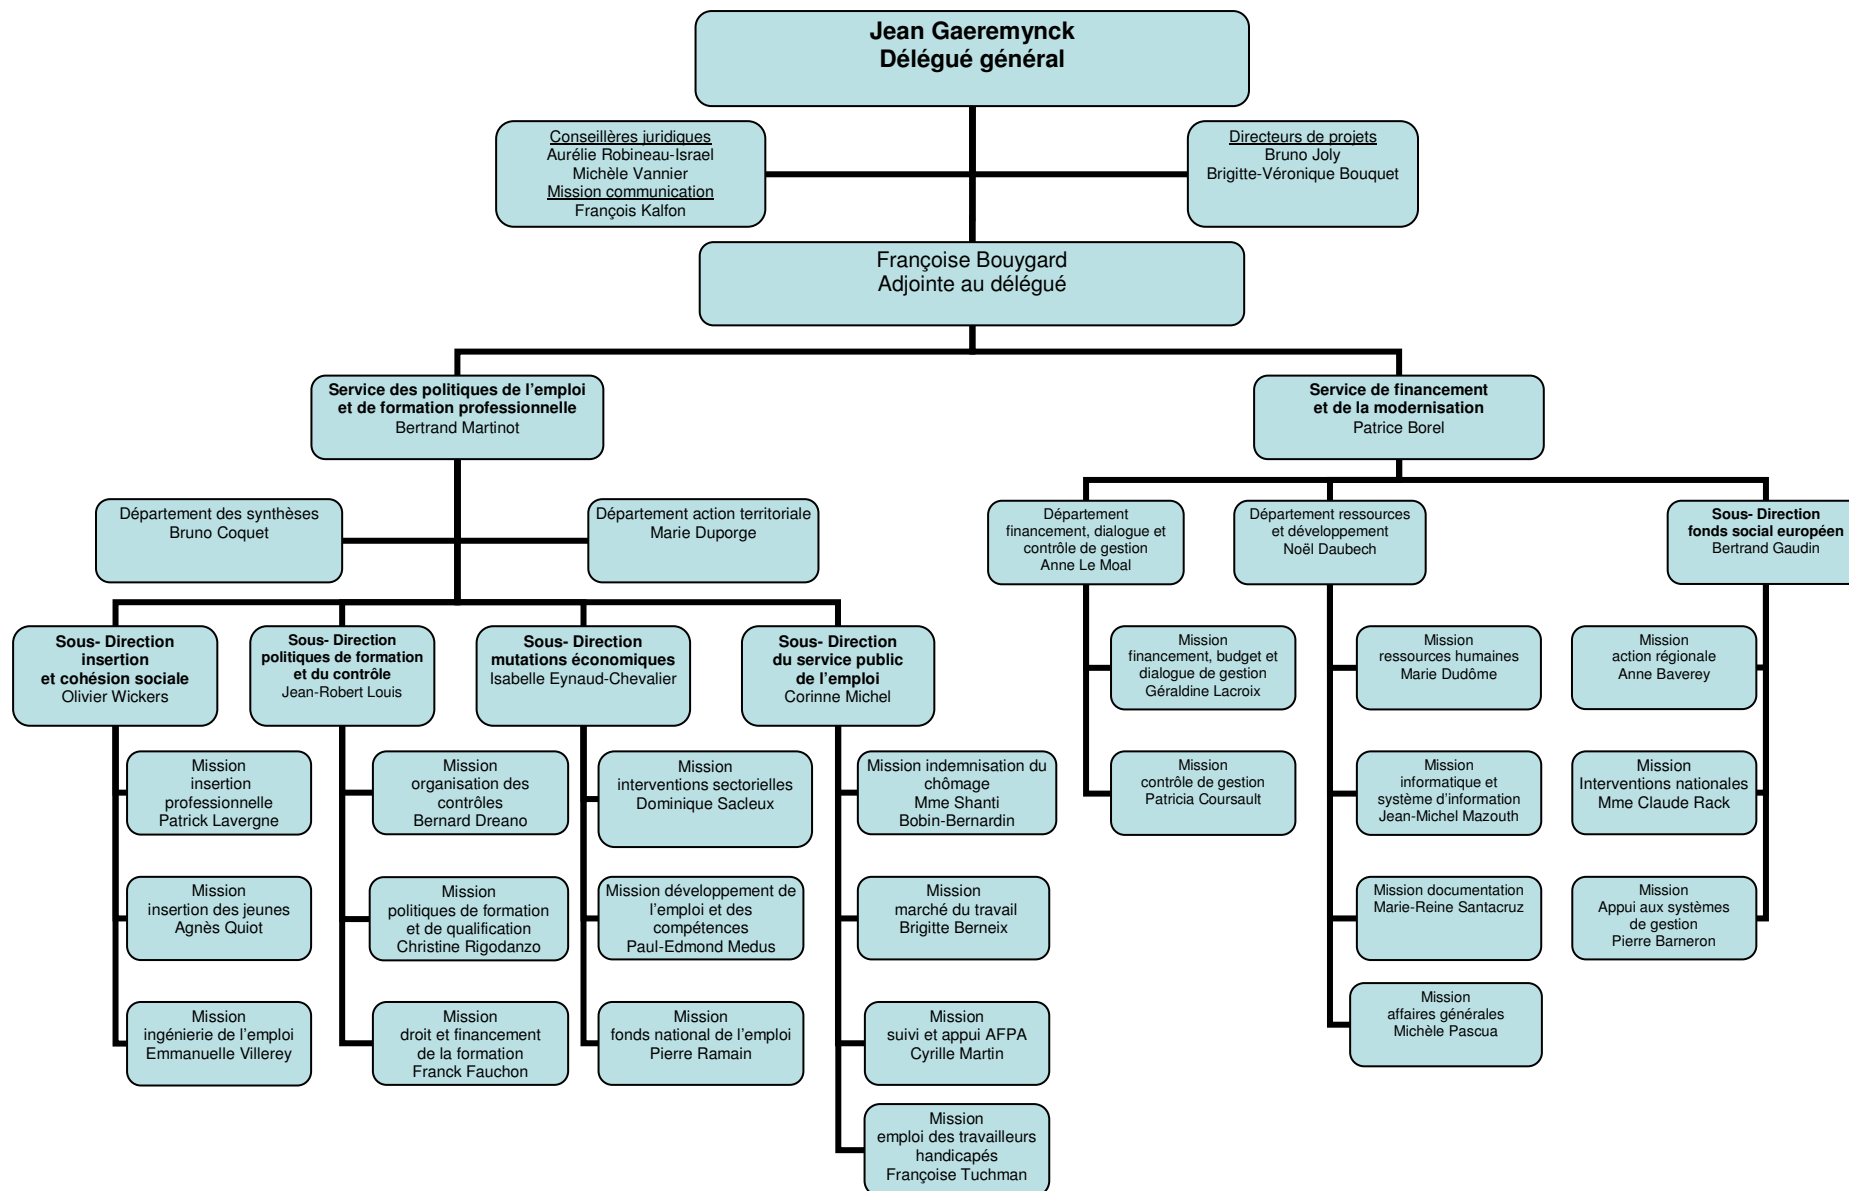 Jean Gaeremynck
Délégué général
Conseillères juridiques
Aurélie Robineau-Israel
Michèle Vannier
Mission communication
François Kalfon
Directeurs de projets
Bruno Joly
Brigitte-Véronique Bouquet
Françoise Bouygard
Adjointe au délégué
Service des politiques de l'emploi
et de formation professionnelle
Bertrand Martinot
Service de financement
et de la modernisation
Patrice Borel
Département des synthèses
Bruno Coquet
Département action territoriale
Marie Duporge
Département
financement, dialogue et
contrôle de gestion
Anne Le Moal
Département ressources
et développement
Noël Daubech
Sous- Direction
fonds social européen
Bertrand Gaudin
Sous- Direction
insertion
et cohésion sociale
Olivier Wickers
Sous- Direction
politiques de formation
et du contrôle
Jean-Robert Louis
Sous- Direction
mutations économiques
Isabelle Eynaud-Chevalier
Sous- Direction
du service public
de l'emploi
Corinne Michel
Mission
financement, budget et
dialogue de gestion
Géraldine Lacroix
Mission
ressources humaines
Marie Dudôme
Mission
action régionale
Anne Baverey
Mission
insertion
professionnelle
Patrick Lavergne
Mission
organisation des
contrôles
Bernard Dreano
Mission
interventions sectorielles
Dominique Sacleux
Mission indemnisation du
chômage
Mme Shanti
Bobin-Bernardin
Mission
contrôle de gestion
Patricia Coursault
Mission
informatique et
système d'information
Jean-Michel Mazouth
Mission
Interventions nationales
Mme Claude Rack
Mission
insertion des jeunes
Agnès Quiot
Mission
politiques de formation
et de qualification
Christine Rigodanzo
Mission développement de
l'emploi et des
compétences
Paul-Edmond Medus
Mission
marché du travail
Brigitte Berneix
Mission documentation
Marie-Reine Santacruz
Mission
Appui aux systèmes
de gestion
Pierre Barneron
Mission
ingénierie de l'emploi
Emmanuelle Villerey
Mission
droit et financement
de la formation
Franck Fauchon
Mission
fonds national de l'emploi
Pierre Ramain
Mission
suivi et appui AFPA
Cyrille Martin
Mission
affaires générales
Michèle Pascua
Mission
emploi des travailleurs
handicapés
Françoise Tuchman